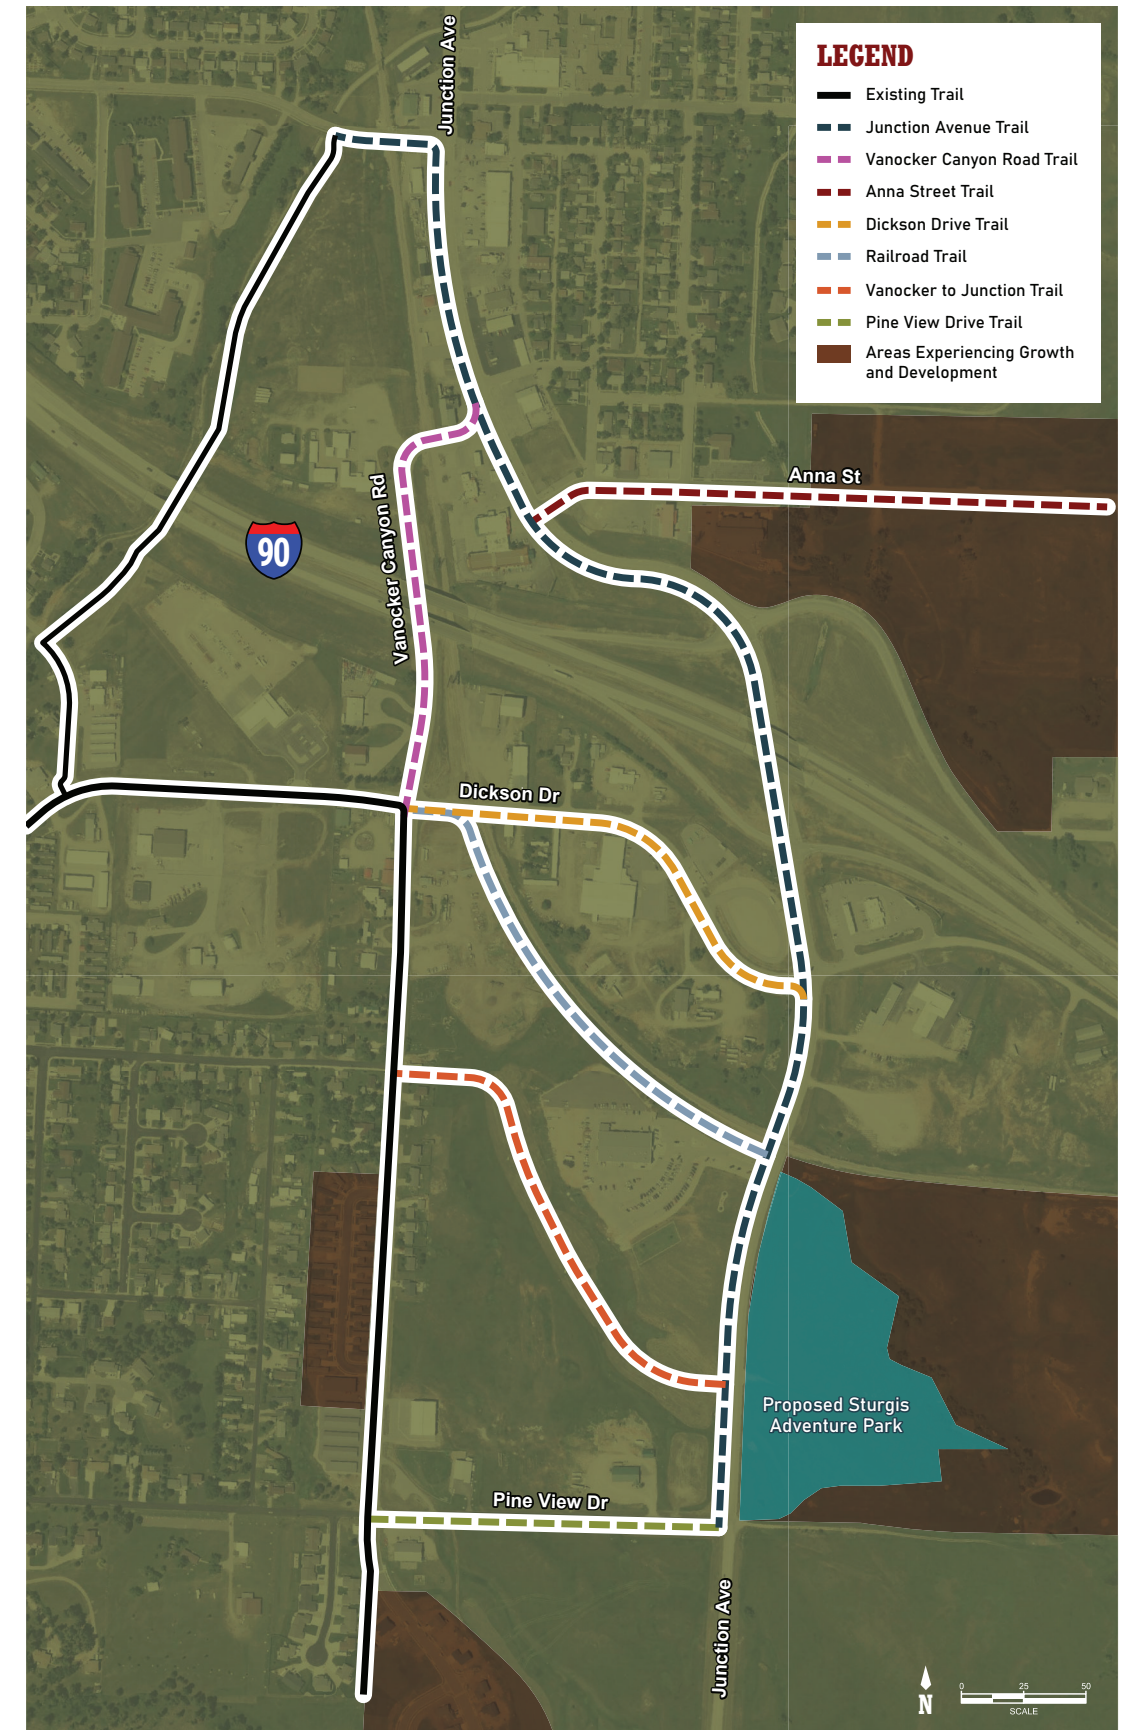 Junction Ave
LEGEND
Existing Trail
Junction Avenue Trail
Vanocker Canyon Road Trail
Anna Street Trail
Dickson Drive Trail
Railroad Trail
Vanocker to Junction Trail
Pine View Drive Trail
Areas Experiencing Growth
and Development
Anna St
Vanocker Canyon Rd
90
Dickson Dr
Proposed Sturgis
Adventure Park
Pine View Dr
Junction Ave
N
0 25 50
SCALE